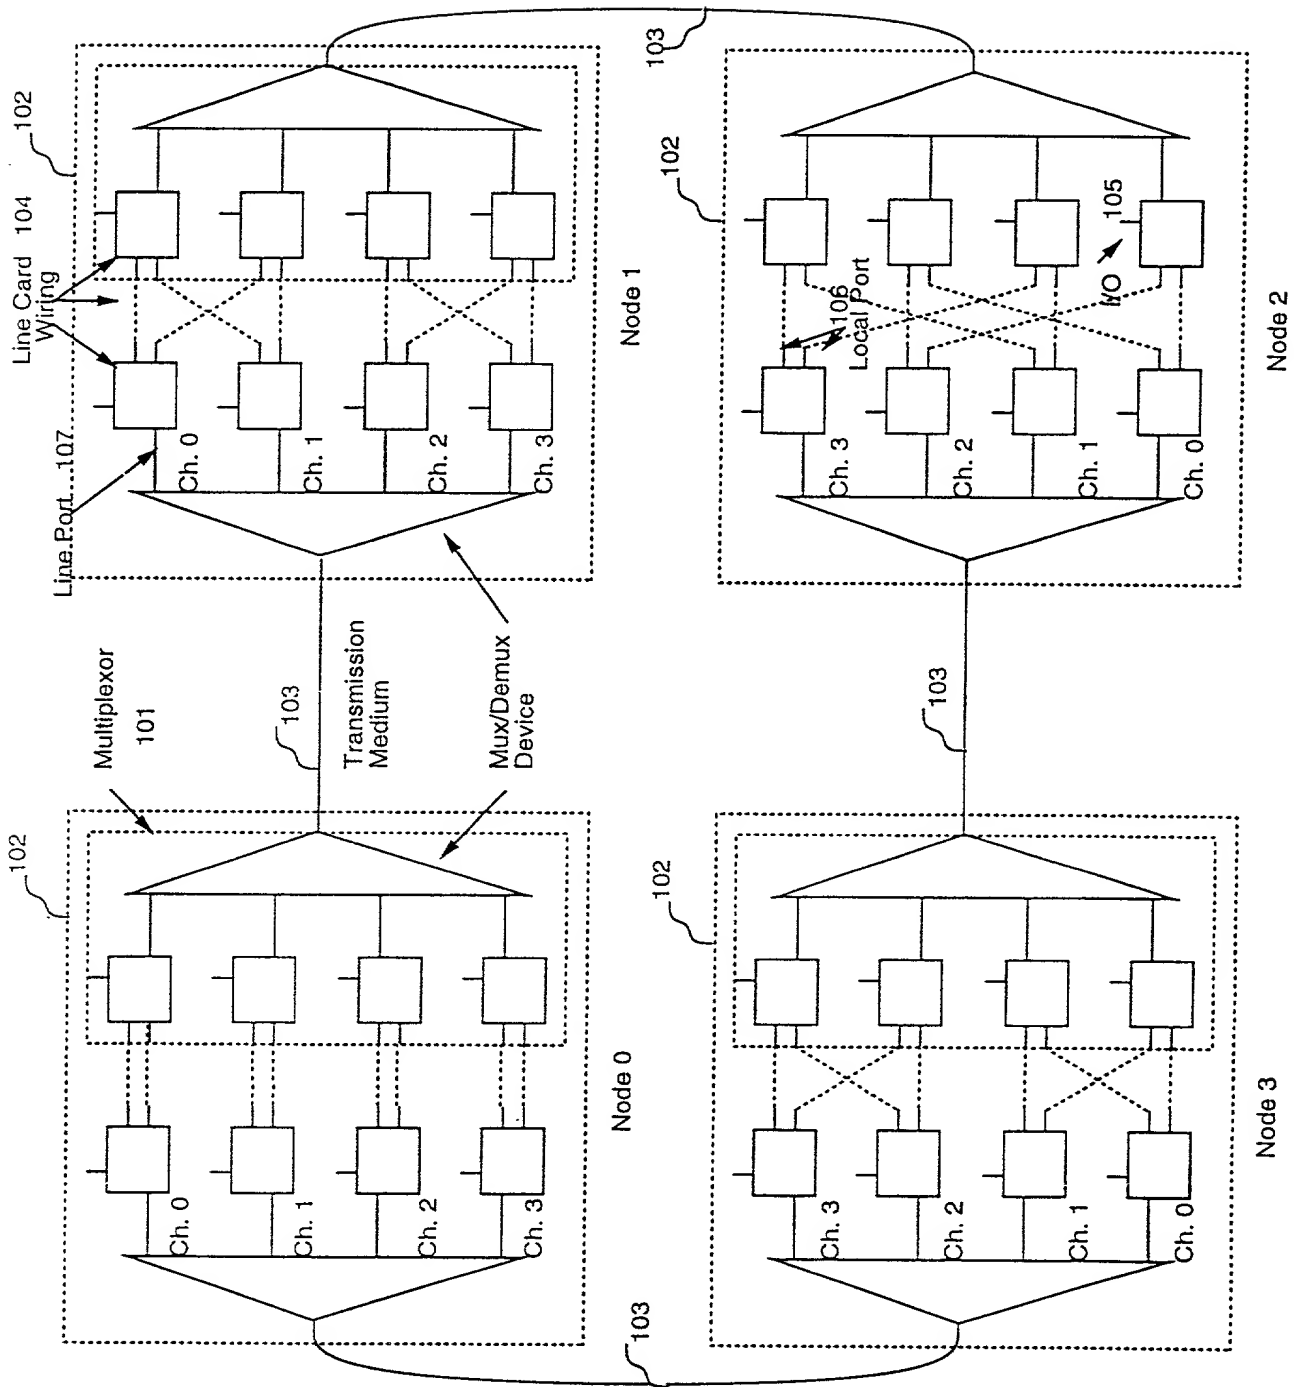 102
Line Card 104
Wiring
Line Port 107
Ch. 0
Ch. 1
Ch. 2
Ch. 3
Node 1
103
102
105
I/O
106
Local Port
Ch. 3
Ch. 2
Ch. 1
Ch. 0
Node 2
Multiplexor
101
103
Transmission
Medium
Mux/Demux
Device
103
102
Ch. 0
Ch. 1
Ch. 2
Ch. 3
Node 0
102
Ch. 3
Ch. 2
Ch. 1
Ch. 0
Node 3
103